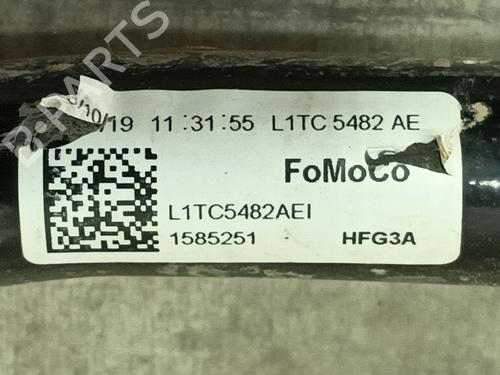 /10/19 11:31:55 L1TC 5482 AE
FoMoCo
L1TC5482AEI
1585251 HFG3A
B-PARTS